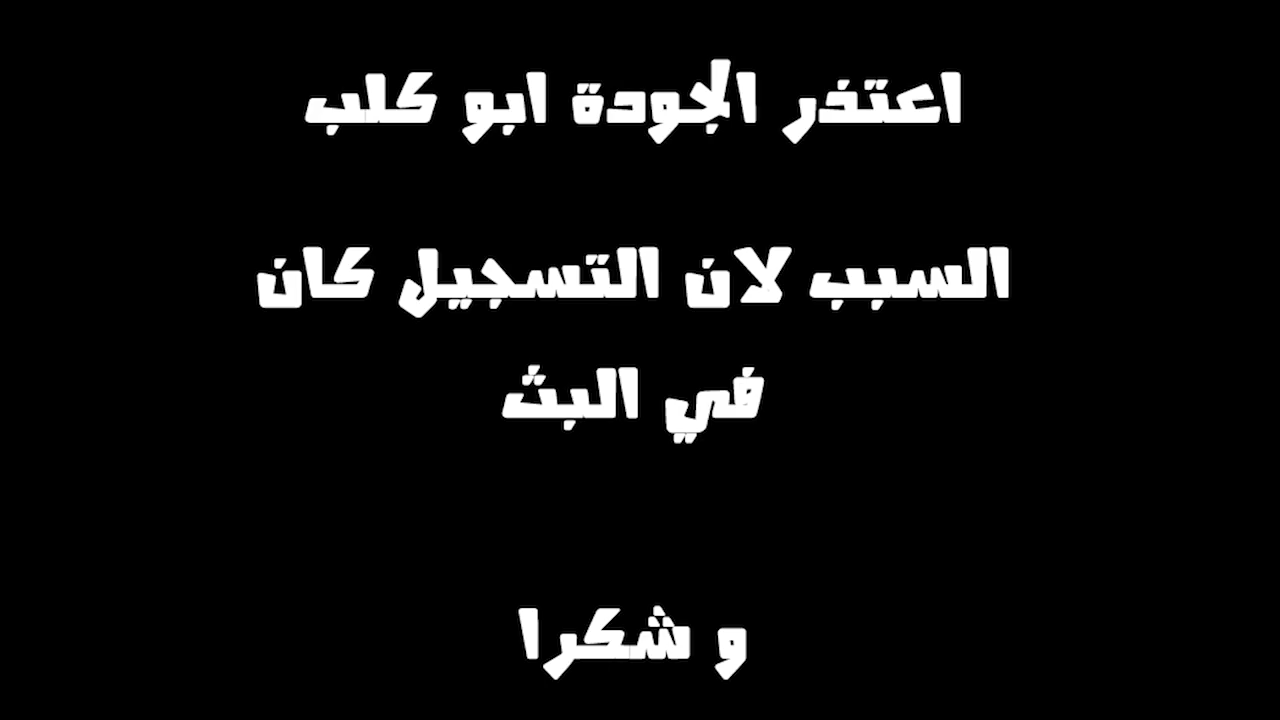 اعتذر الجودة ابو كلب
السبب لان التسجيل كان
في البث
و شكرا